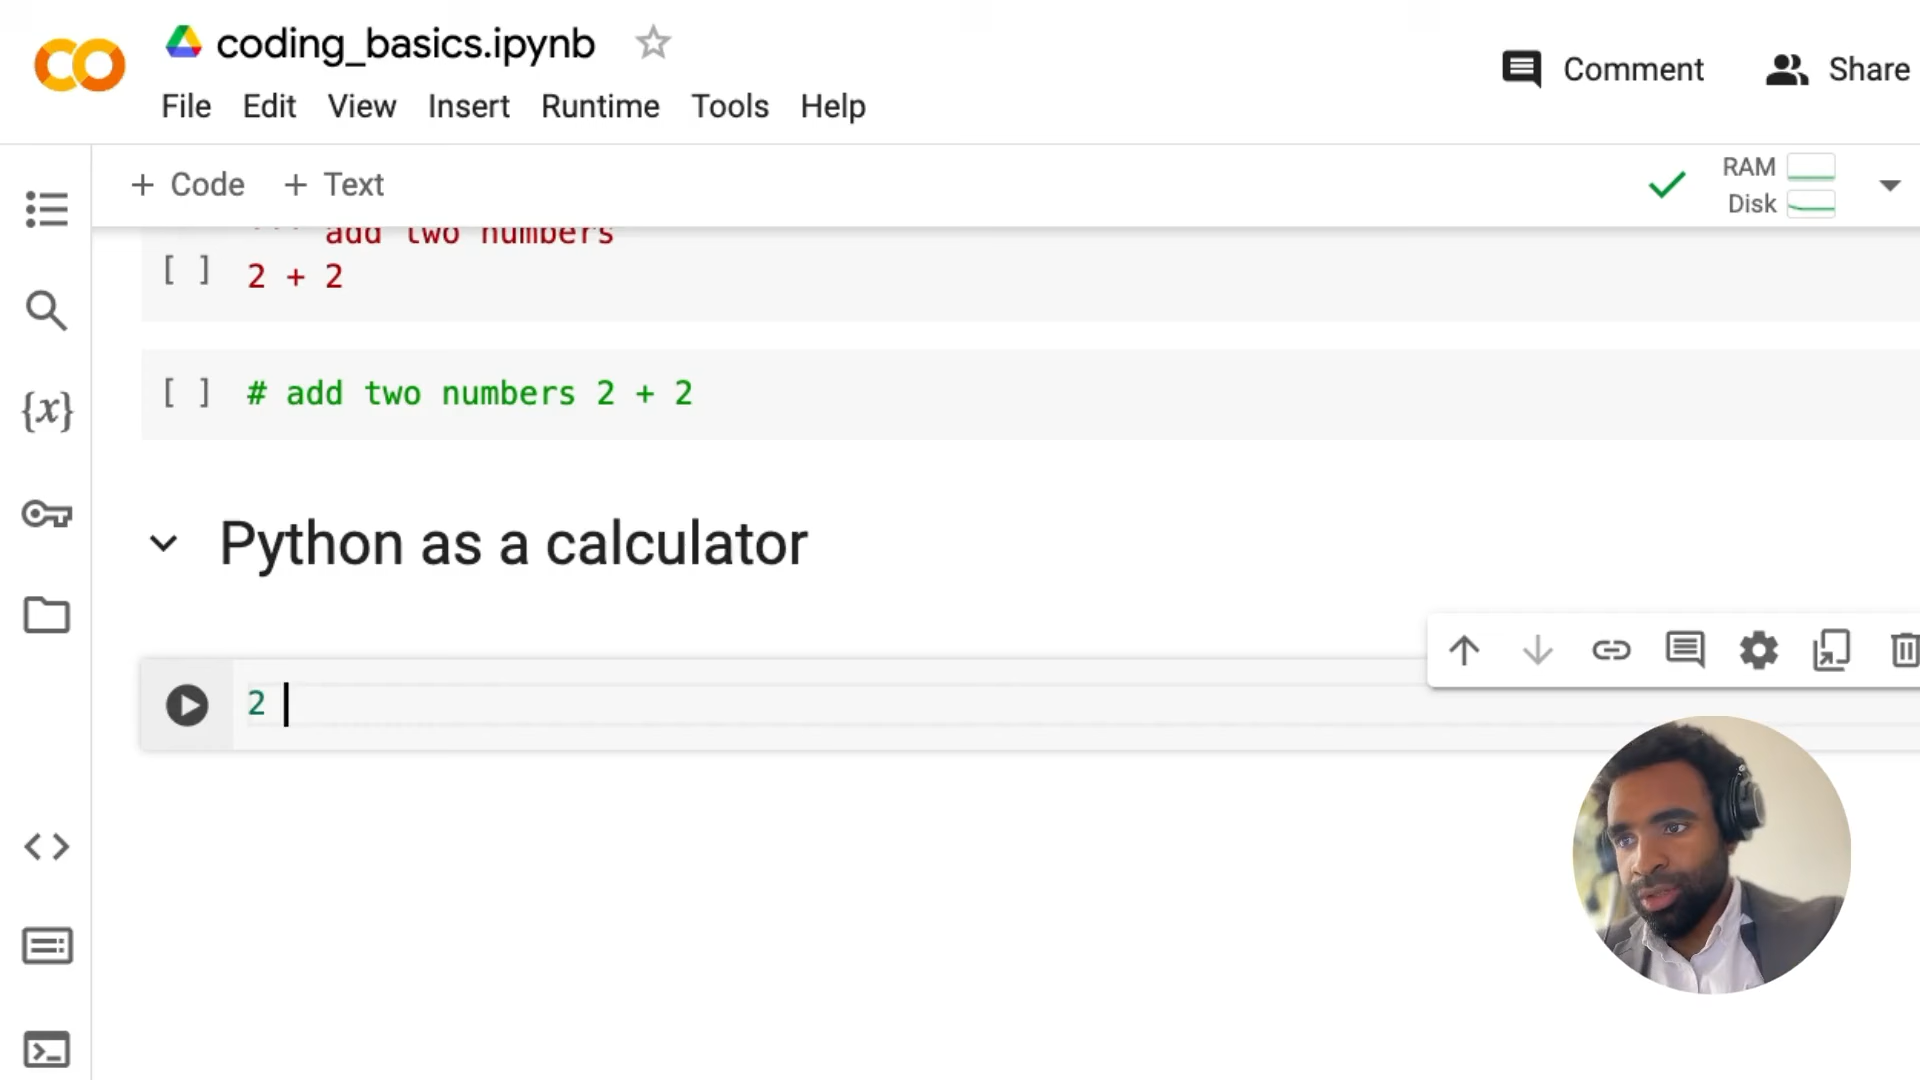 coding_basics.ipynb
File Edit View Insert Runtime Tools Help
Comment
Share
+ Code + Text
RAM
Disk
''' add two numbers
[ ] 2 + 2
[ ] # add two numbers 2 + 2
Python as a calculator
2
{x}